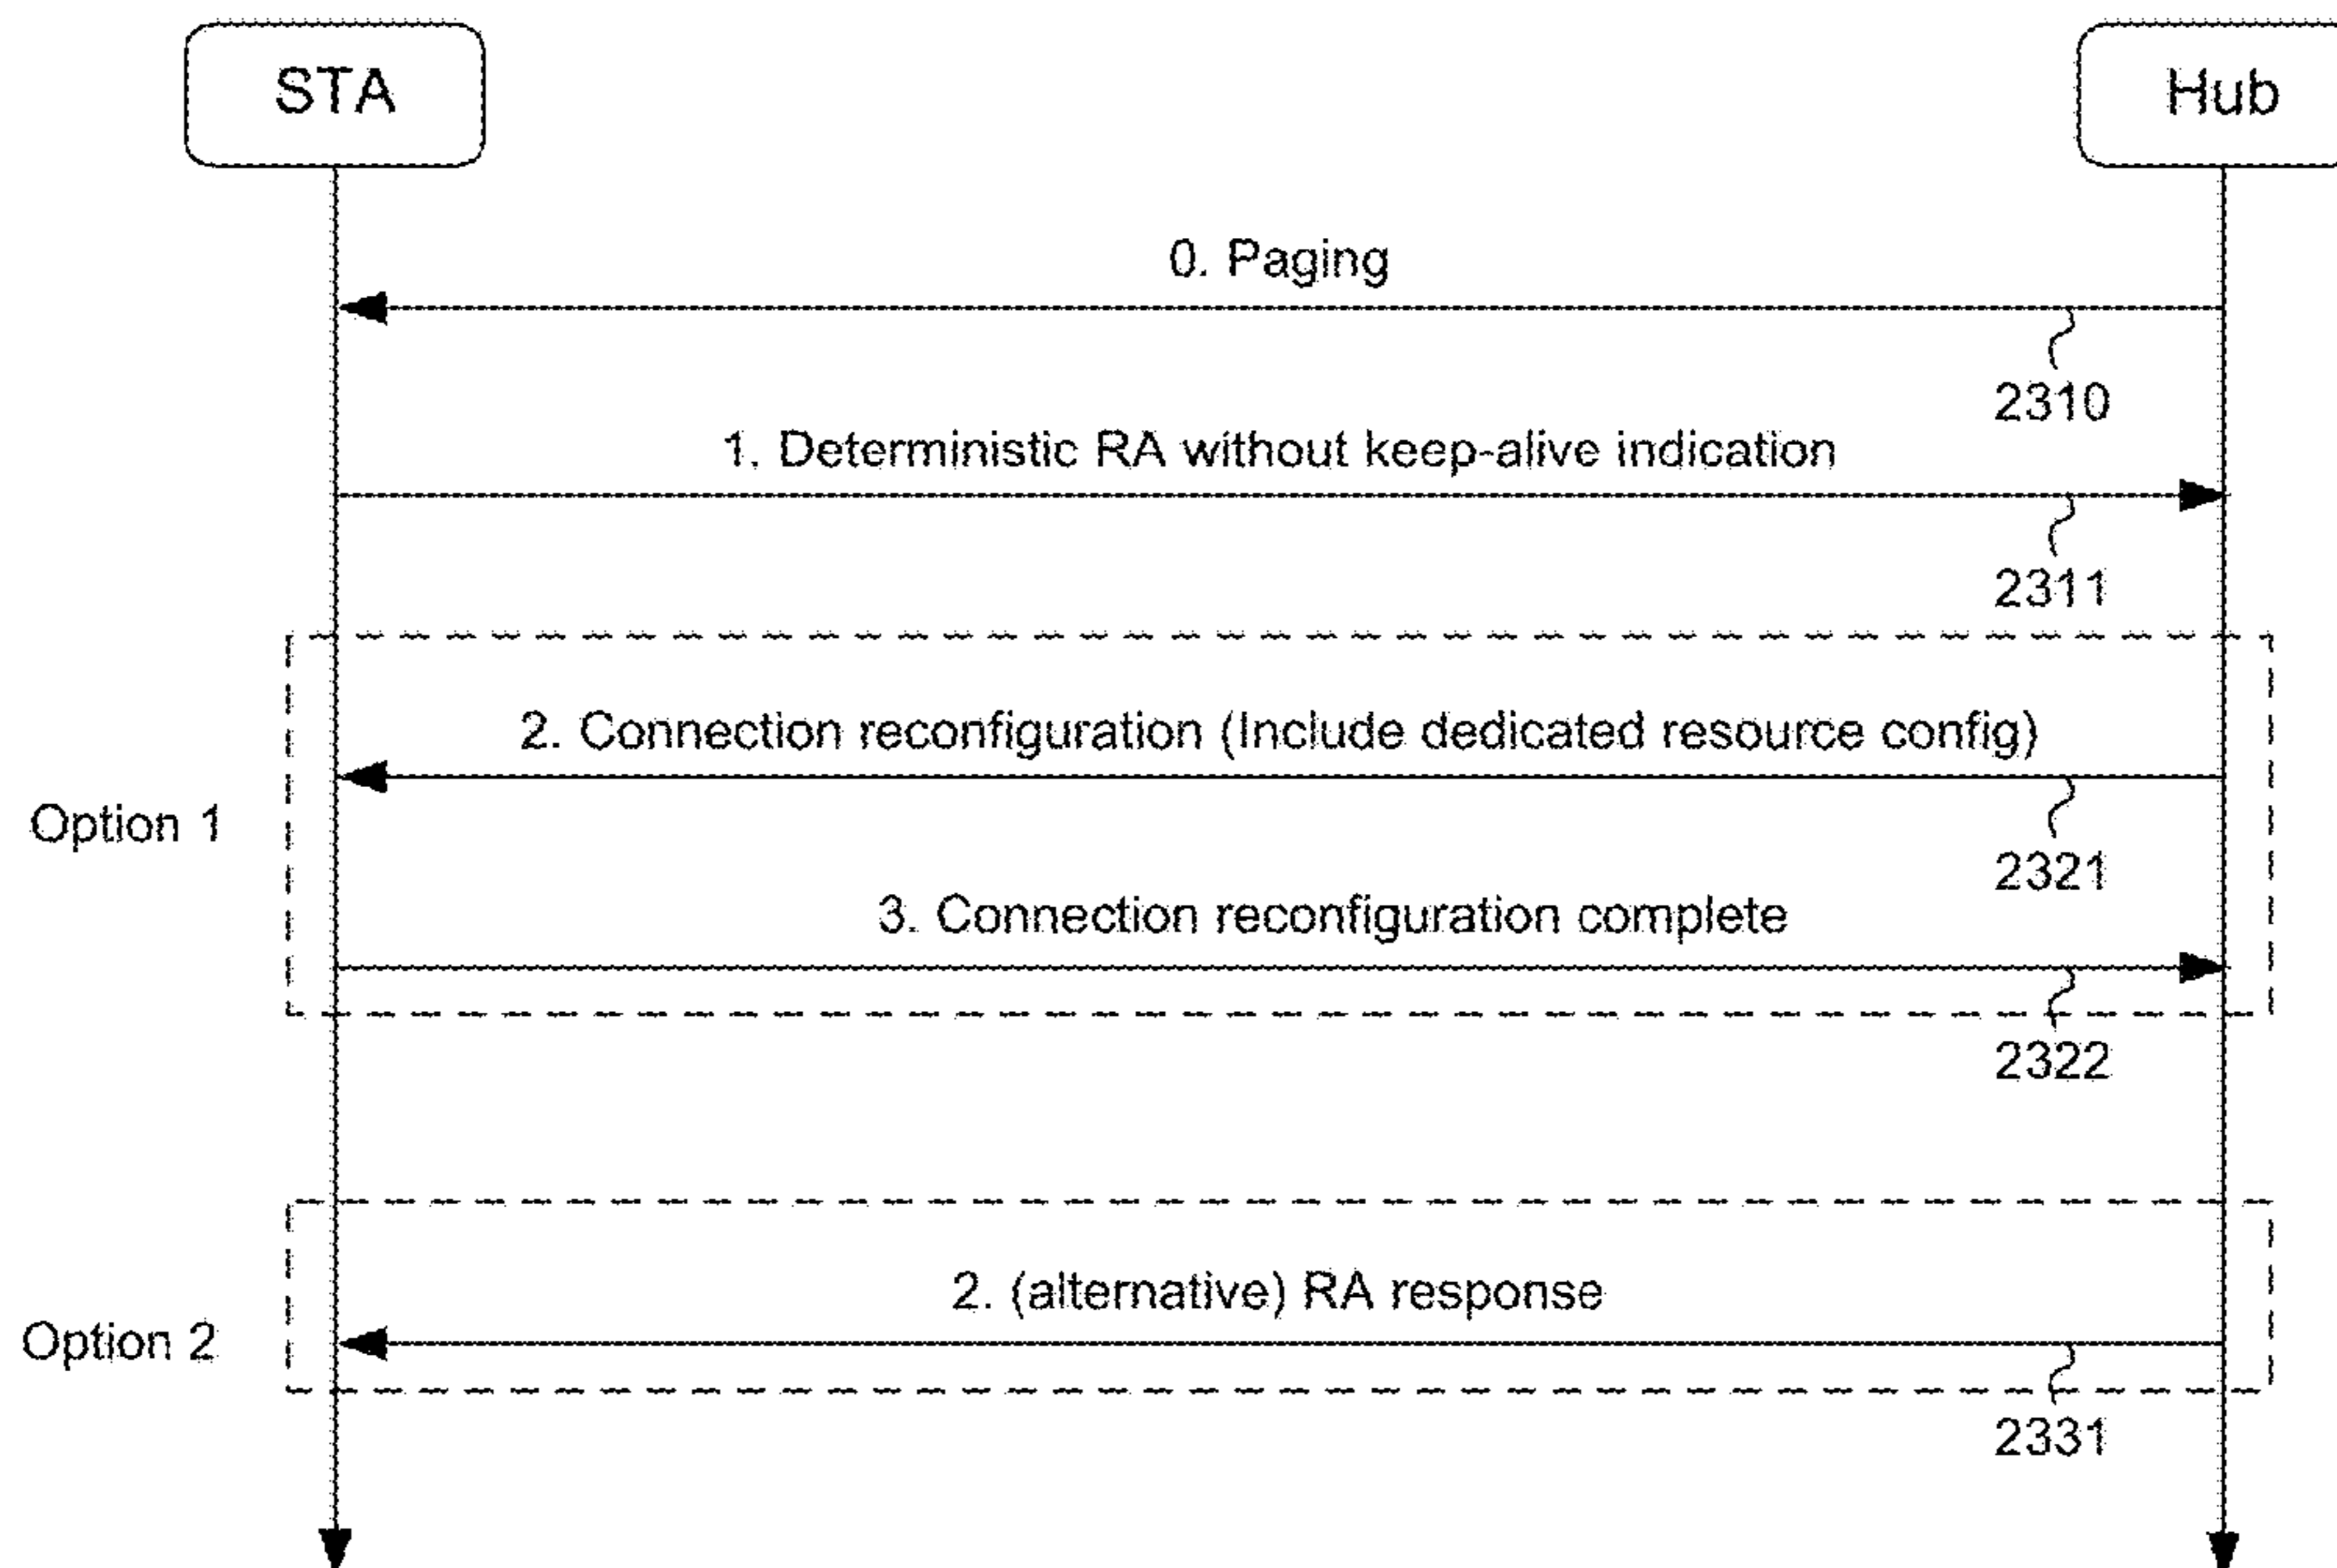 STA
Hub
0. Paging
2310
1. Deterministic RA without keep-alive indication
2311
2. Connection reconfiguration (Include dedicated resource config)
Option 1
2321
3. Connection reconfiguration complete
2322
2. (alternative) RA response
Option 2
2331